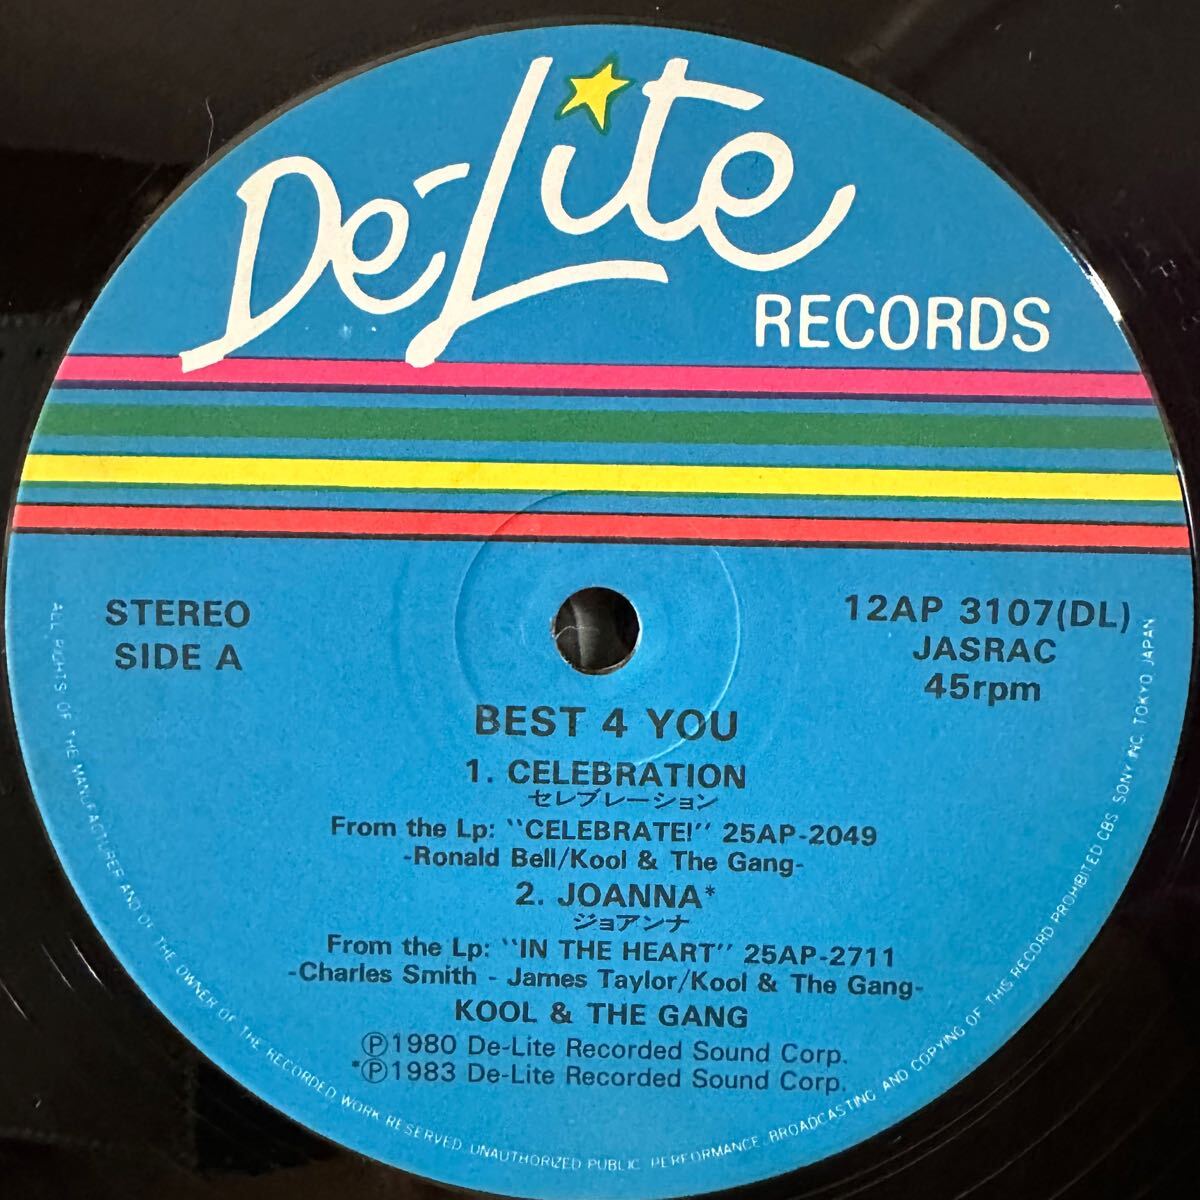 De-Lite
RECORDS
STEREO
SIDE A
12AP 3107(DL)
JASRAC
45rpm
BEST 4 YOU
1. CELEBRATION
セレブレーション
From the Lp: "CELEBRATE!" 25AP-2049
-Ronald Bell/Kool & The Gang-
2. JOANNA*
ジョアンナ
From the Lp: "IN THE HEART" 25AP-2711
-Charles Smith - James Taylor/Kool & The Gang-
KOOL & THE GANG
Ⓟ1980 De-Lite Recorded Sound Corp.
*Ⓟ1983 De-Lite Recorded Sound Corp.
ALL RIGHTS OF THE MANUFACTURER AND OF THE OWNER OF THE RECORDED WORK RESERVED. UNAUTHORIZED PUBLIC PERFORMANCE, BROADCASTING AND COPYING OF THIS RECORD PROHIBITED CBS SONY INC. TOKYO JAPAN